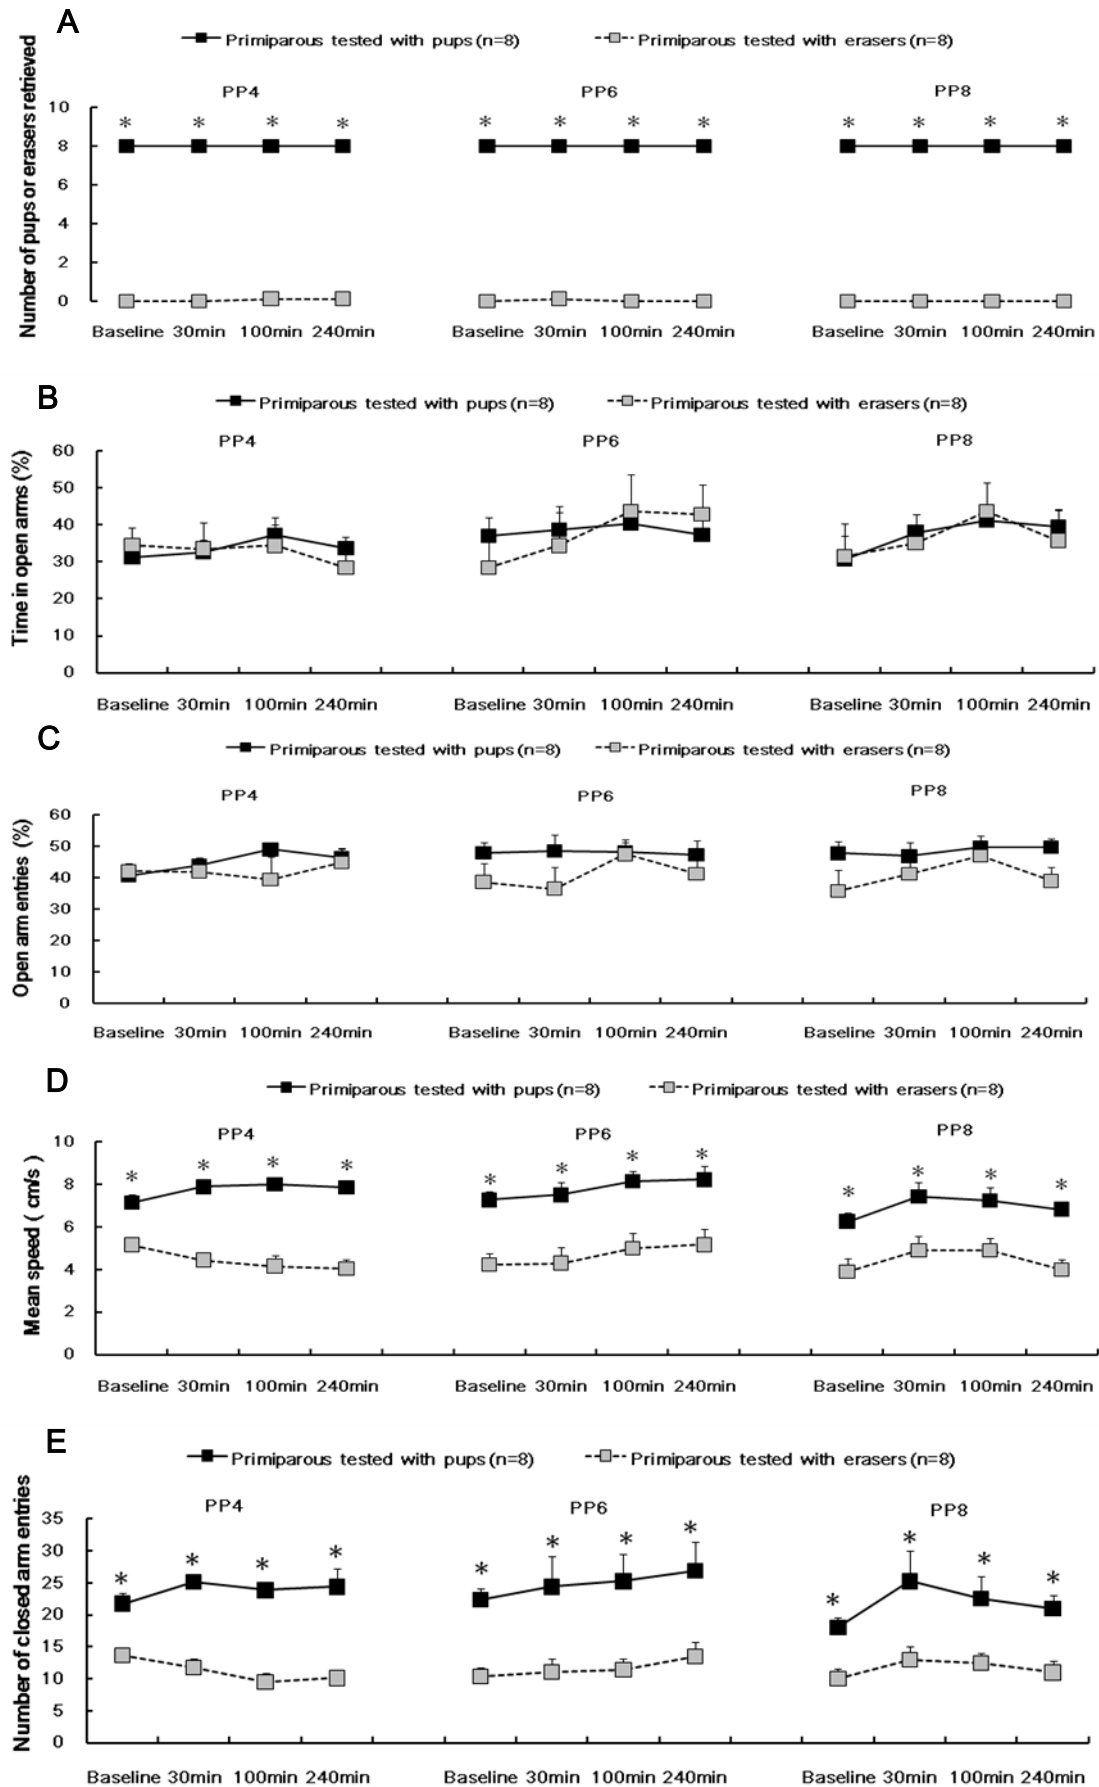 A
Primiparous tested with pups (n=8) Primiparous tested with erasers (n=8)
PP4 PP6 PP8
Number of pups or erasers retrieved
10
* * * * * * * * * * * *
8
6
4
2
0
Baseline 30min 100min 240min Baseline 30min 100min 240min Baseline 30min 100min 240min
B
Primiparous tested with pups (n=8) Primiparous tested with erasers (n=8)
PP4 PP6 PP8
Time in open arms (%)
60
50
40
30
20
10
0
Baseline 30min 100min 240min Baseline 30min 100min 240min Baseline 30min 100min 240min
C
Primiparous tested with pups (n=8) Primiparous tested with erasers (n=8)
PP4 PP6 PP8
Open arm entries (%)
60
50
40
30
20
10
0
Baseline 30min 100min 240min Baseline 30min 100min 240min Baseline 30min 100min 240min
D
Primiparous tested with pups (n=8) Primiparous tested with erasers (n=8)
PP4 PP6 PP8
Mean speed ( cm/s )
10
* * * * * * * * * * * *
8
6
4
2
0
Baseline 30min 100min 240min Baseline 30min 100min 240min Baseline 30min 100min 240min
E
Primiparous tested with pups (n=8) Primiparous tested with erasers (n=8)
PP4 PP6 PP8
Number of closed arm entries
35
* * * * * * * * * * * *
30
25
20
15
10
5
0
Baseline 30min 100min 240min Baseline 30min 100min 240min Baseline 30min 100min 240min